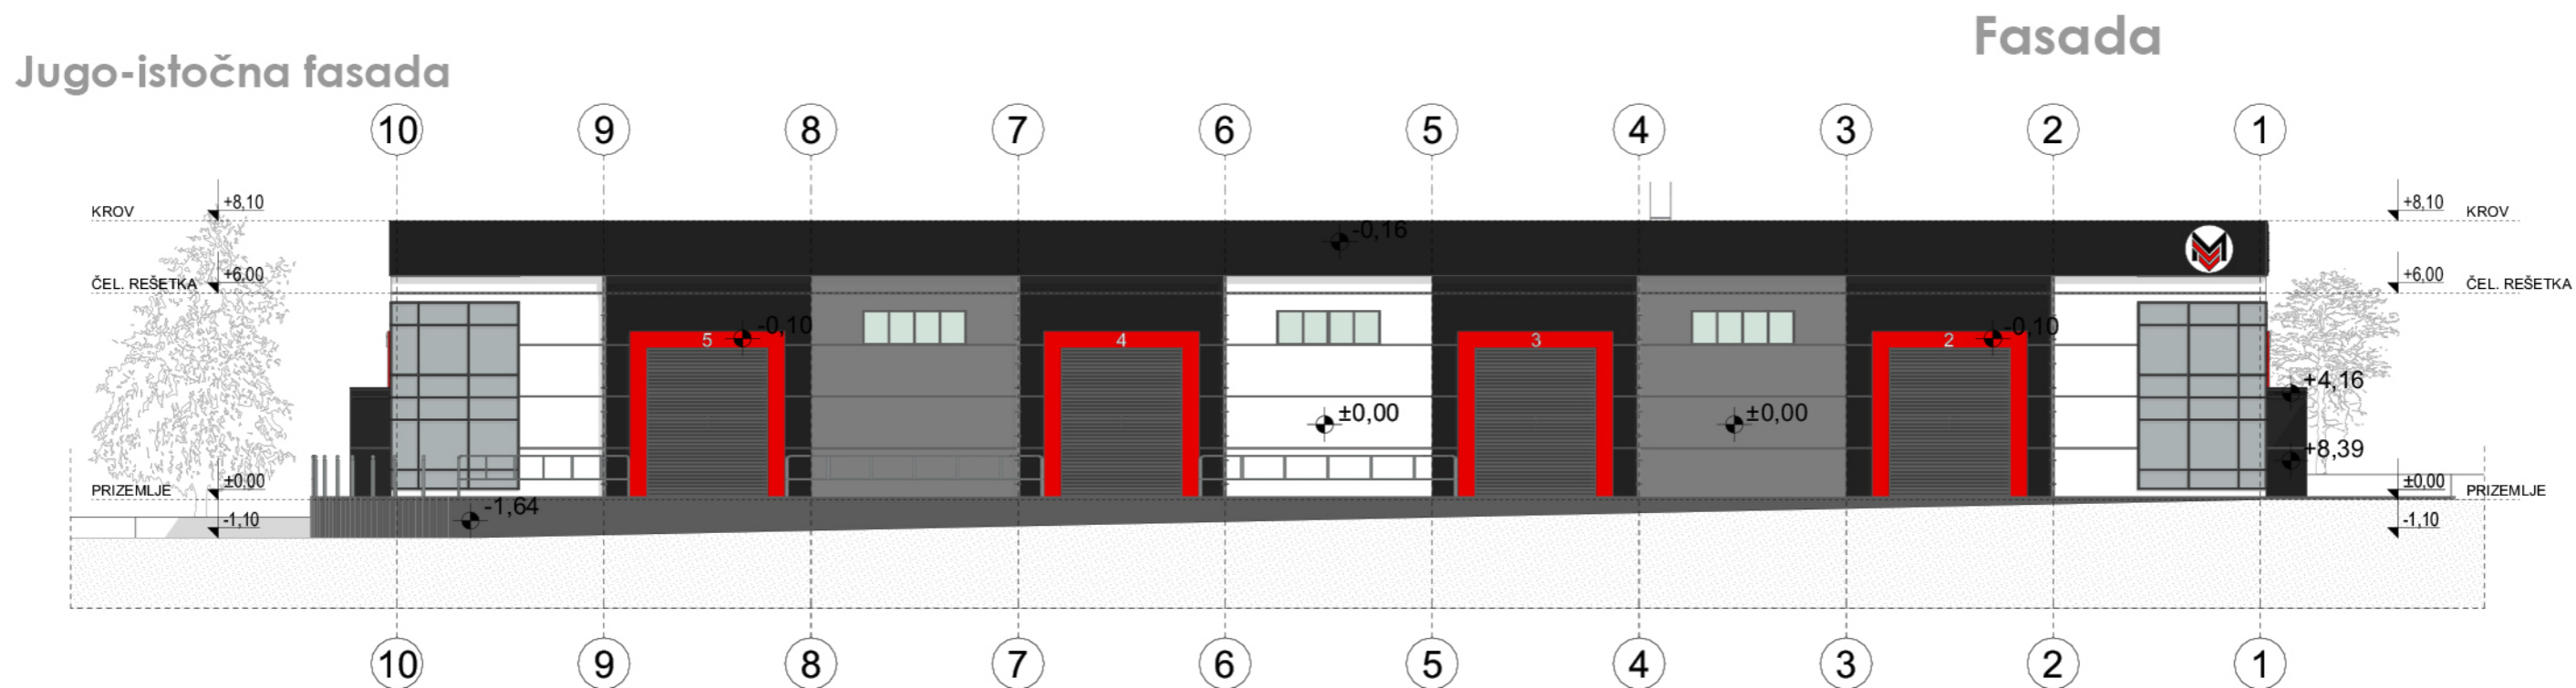 Fasada
Jugo-istočna fasada
10 9 8 7 6 5 4 3 2 1
KROV +8,10 +8,10 KROV
-0,16
ČEL. REŠETKA +6,00 +6,00 ČEL. REŠETKA
5 -0,10 4 3 2 -0,10
+4,16
±0,00 ±0,00
+8,39
PRIZEMLJE ±0,00 ±0,00 PRIZEMLJE
-1,64
-1,10 -1,10
10 9 8 7 6 5 4 3 2 1